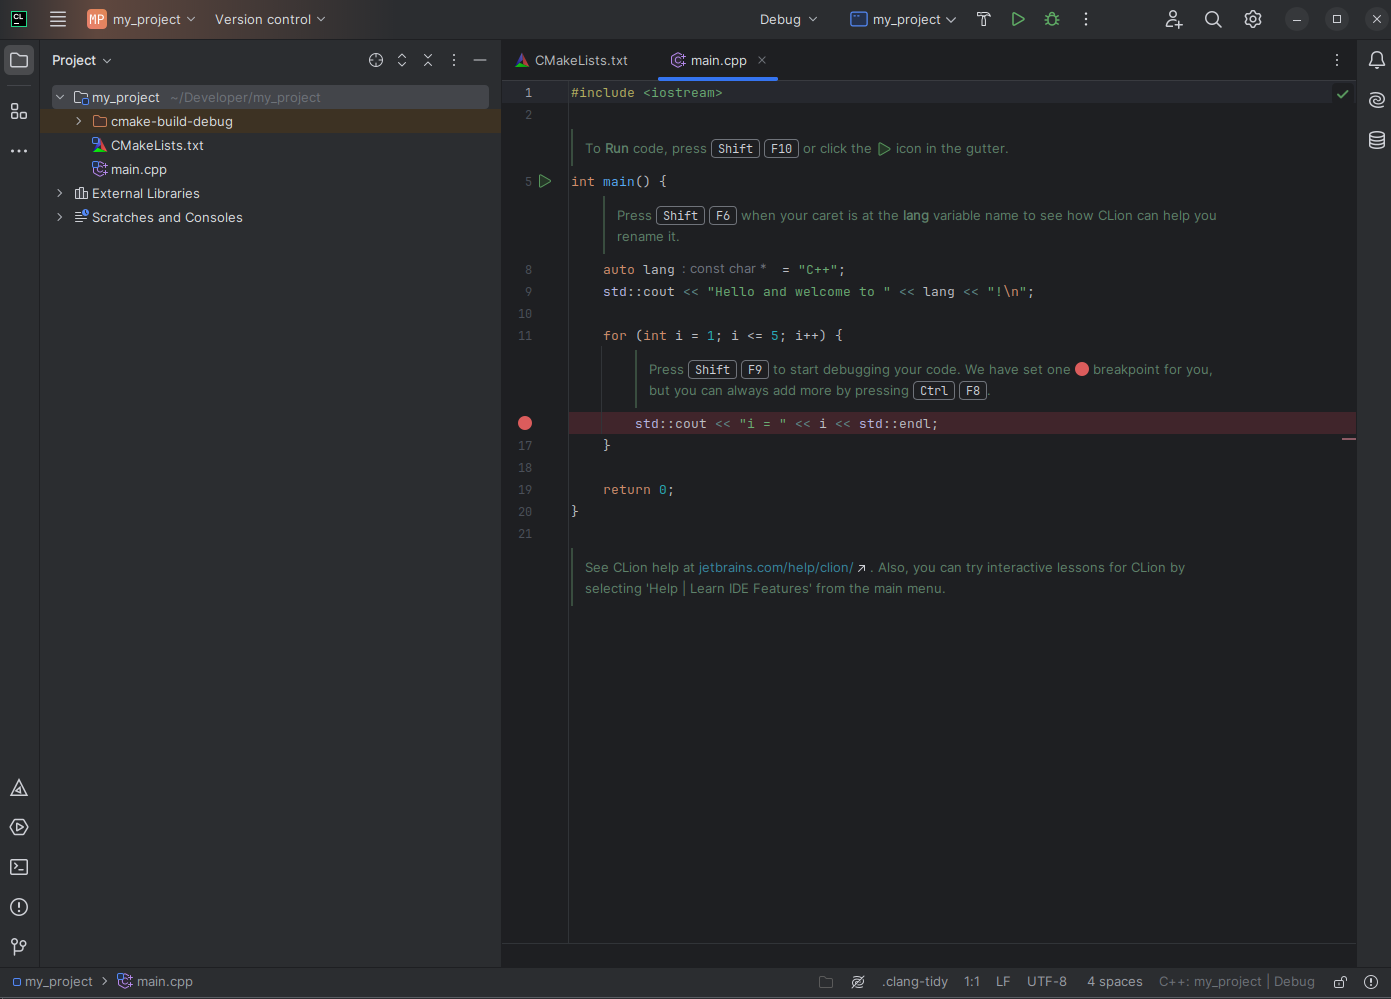 CL
MP my_project
Version control
Debug
my_project
Project
CMakeLists.txt
main.cpp
my_project ~/Developer/my_project
cmake-build-debug
CMakeLists.txt
main.cpp
External Libraries
Scratches and Consoles
1 #include <iostream>
2
To Run code, press Shift F10 or click the icon in the gutter.
5 int main() {
Press Shift F6 when your caret is at the lang variable name to see how CLion can help you
rename it.
8 auto lang : const char * = "C++";
9 std::cout << "Hello and welcome to " << lang << "!\n";
10
11 for (int i = 1; i <= 5; i++) {
Press Shift F9 to start debugging your code. We have set one breakpoint for you,
but you can always add more by pressing Ctrl F8.
std::cout << "i = " << i << std::endl;
17 }
18
19 return 0;
20 }
21
See CLion help at jetbrains.com/help/clion/ . Also, you can try interactive lessons for CLion by
selecting 'Help | Learn IDE Features' from the main menu.
my_project > main.cpp
.clang-tidy 1:1 LF UTF-8 4 spaces C++: my_project | Debug